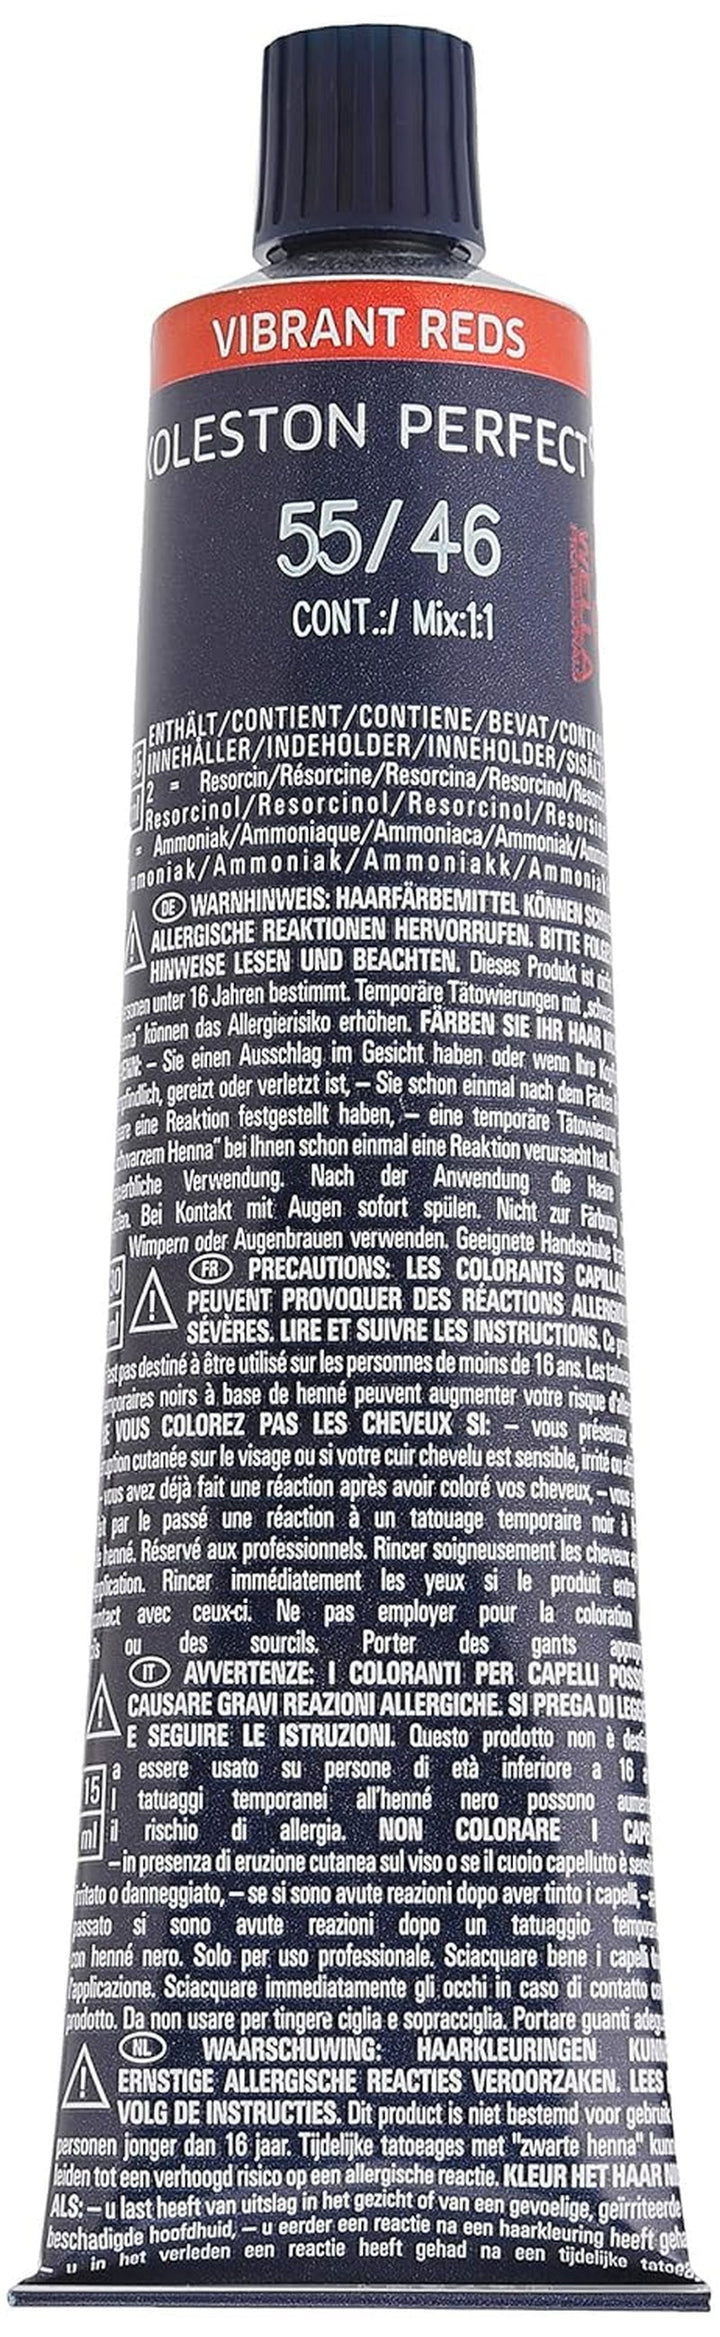 VIBRANT REDS
KOLESTON PERFECT
55/46
CONT.:/ Mix:1:1
WELLA
ENTHÄLT/CONTIENT/CONTIENE/BEVAT/
INNEHÅLLER/INDEHOLDER/INNEHOLDER/
2 = Resorcin/Résorcine/Resorcina/Resorcinol/
Resorcinol/Resorcinol/Resorcinol/
= Ammoniak/Ammoniaque/Ammoniaca/Ammoniak/
moniak/Ammoniak/Ammoniakk/
DE WARNHINWEIS: HAARFÄRBEMITTEL KÖNNEN
ALLERGISCHE REAKTIONEN HERVORRUFEN. BITTE
HINWEISE LESEN UND BEACHTEN. Dieses Produkt ist
unter 16 Jahren bestimmt. Temporäre Tätowierungen mit
können das Allergierisiko erhöhen. FÄRBEN SIE IHR HAAR
– Sie einen Ausschlag im Gesicht haben oder wenn Ihre
gereizt oder verletzt ist, – Sie schon einmal nach dem Färben
eine Reaktion festgestellt haben, – eine temporäre Tätowierung
Henna" bei Ihnen schon einmal eine Reaktion verursacht hat.
Verwendung. Nach der Anwendung die Haare
Bei Kontakt mit Augen sofort spülen. Nicht zur Färbung
Wimpern oder Augenbrauen verwenden. Geeignete Handschuhe
FR PRECAUTIONS: LES COLORANTS
PEUVENT PROVOQUER DES RÉACTIONS
SÉVÈRES. LIRE ET SUIVRE LES INSTRUCTIONS. Ce
pas destiné à être utilisé sur les personnes de moins de 16 ans. Les
noirs à base de henné peuvent augmenter votre risque
VOUS COLOREZ PAS LES CHEVEUX SI: – vous présentez
cutanée sur le visage ou si votre cuir chevelu est sensible, irrité ou
vous avez déjà fait une réaction après avoir coloré vos cheveux, –
par le passé une réaction à un tatouage temporaire noir à
henné. Réservé aux professionnels. Rincer soigneusement les cheveux
Rincer immédiatement les yeux si le produit entre
avec ceux-ci. Ne pas employer pour la coloration
ou des sourcils. Porter des gants
IT AVVERTENZE: I COLORANTI PER CAPELLI
CAUSARE GRAVI REAZIONI ALLERGICHE. SI PREGA DI
E SEGUIRE LE ISTRUZIONI. Questo prodotto non è
15 a essere usato su persone di età inferiore a 16
I tatuaggi temporanei all'henné nero possono
ml il rischio di allergia. NON COLORARE I
– in presenza di eruzione cutanea sul viso o se il cuoio capelluto è
irritato o danneggiato, – se si sono avute reazioni dopo aver tinto i capelli, –
passato si sono avute reazioni dopo un tatuaggio
con henné nero. Solo per uso professionale. Sciacquare bene i capelli
l'applicazione. Sciacquare immediatamente gli occhi in caso di contatto
prodotto. Da non usare per tingere ciglia e sopracciglia. Portare guanti
NL WAARSCHUWING: HAARKLEURINGEN
ERNSTIGE ALLERGISCHE REACTIES VEROORZAKEN. LEES
VOLG DE INSTRUCTIES. Dit product is niet bestemd voor gebruik
personen jonger dan 16 jaar. Tijdelijke tatoeages met "zwarte henna"
leiden tot een verhoogd risico op een allergische reactie. KLEUR HET HAAR
ALS: – u last heeft van uitslag in het gezicht of van een gevoelige, geïrriteerde
beschadigde hoofdhuid, – u eerder een reactie na een haarkleuring heeft
– u in het verleden een reactie heeft gehad na een tijdelijke